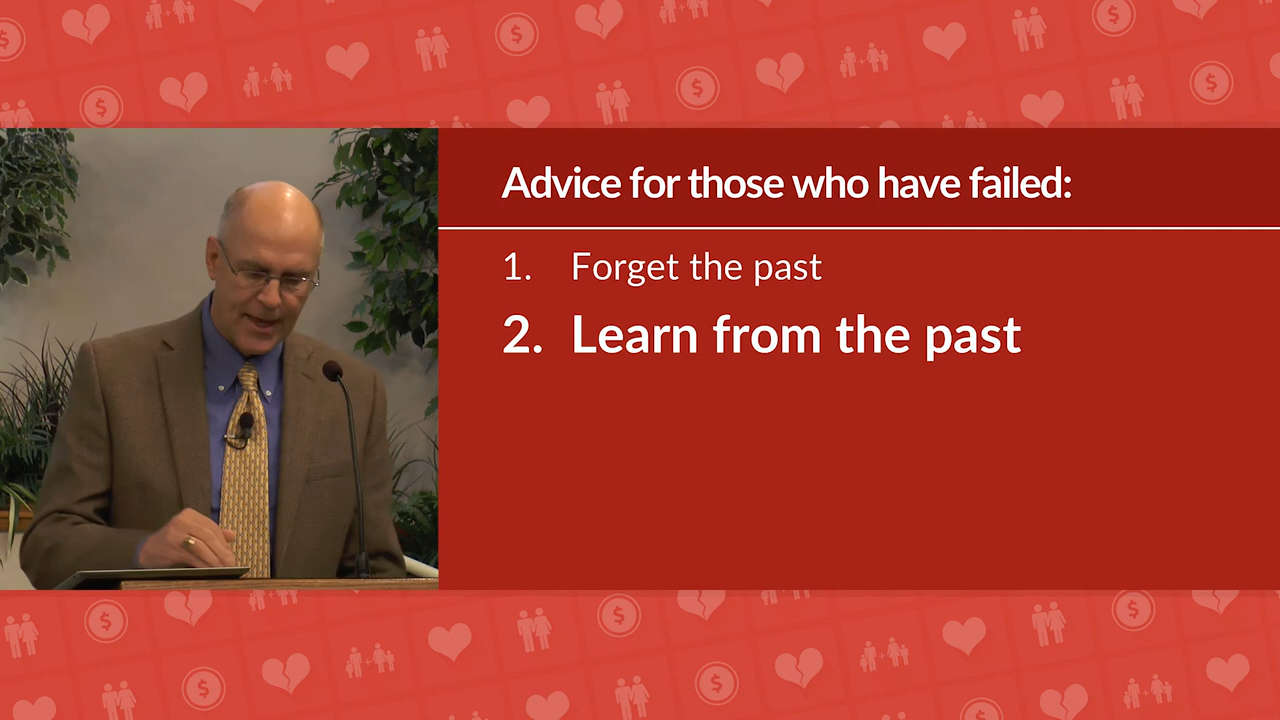 Advice for those who have failed:
1. Forget the past
2. Learn from the past